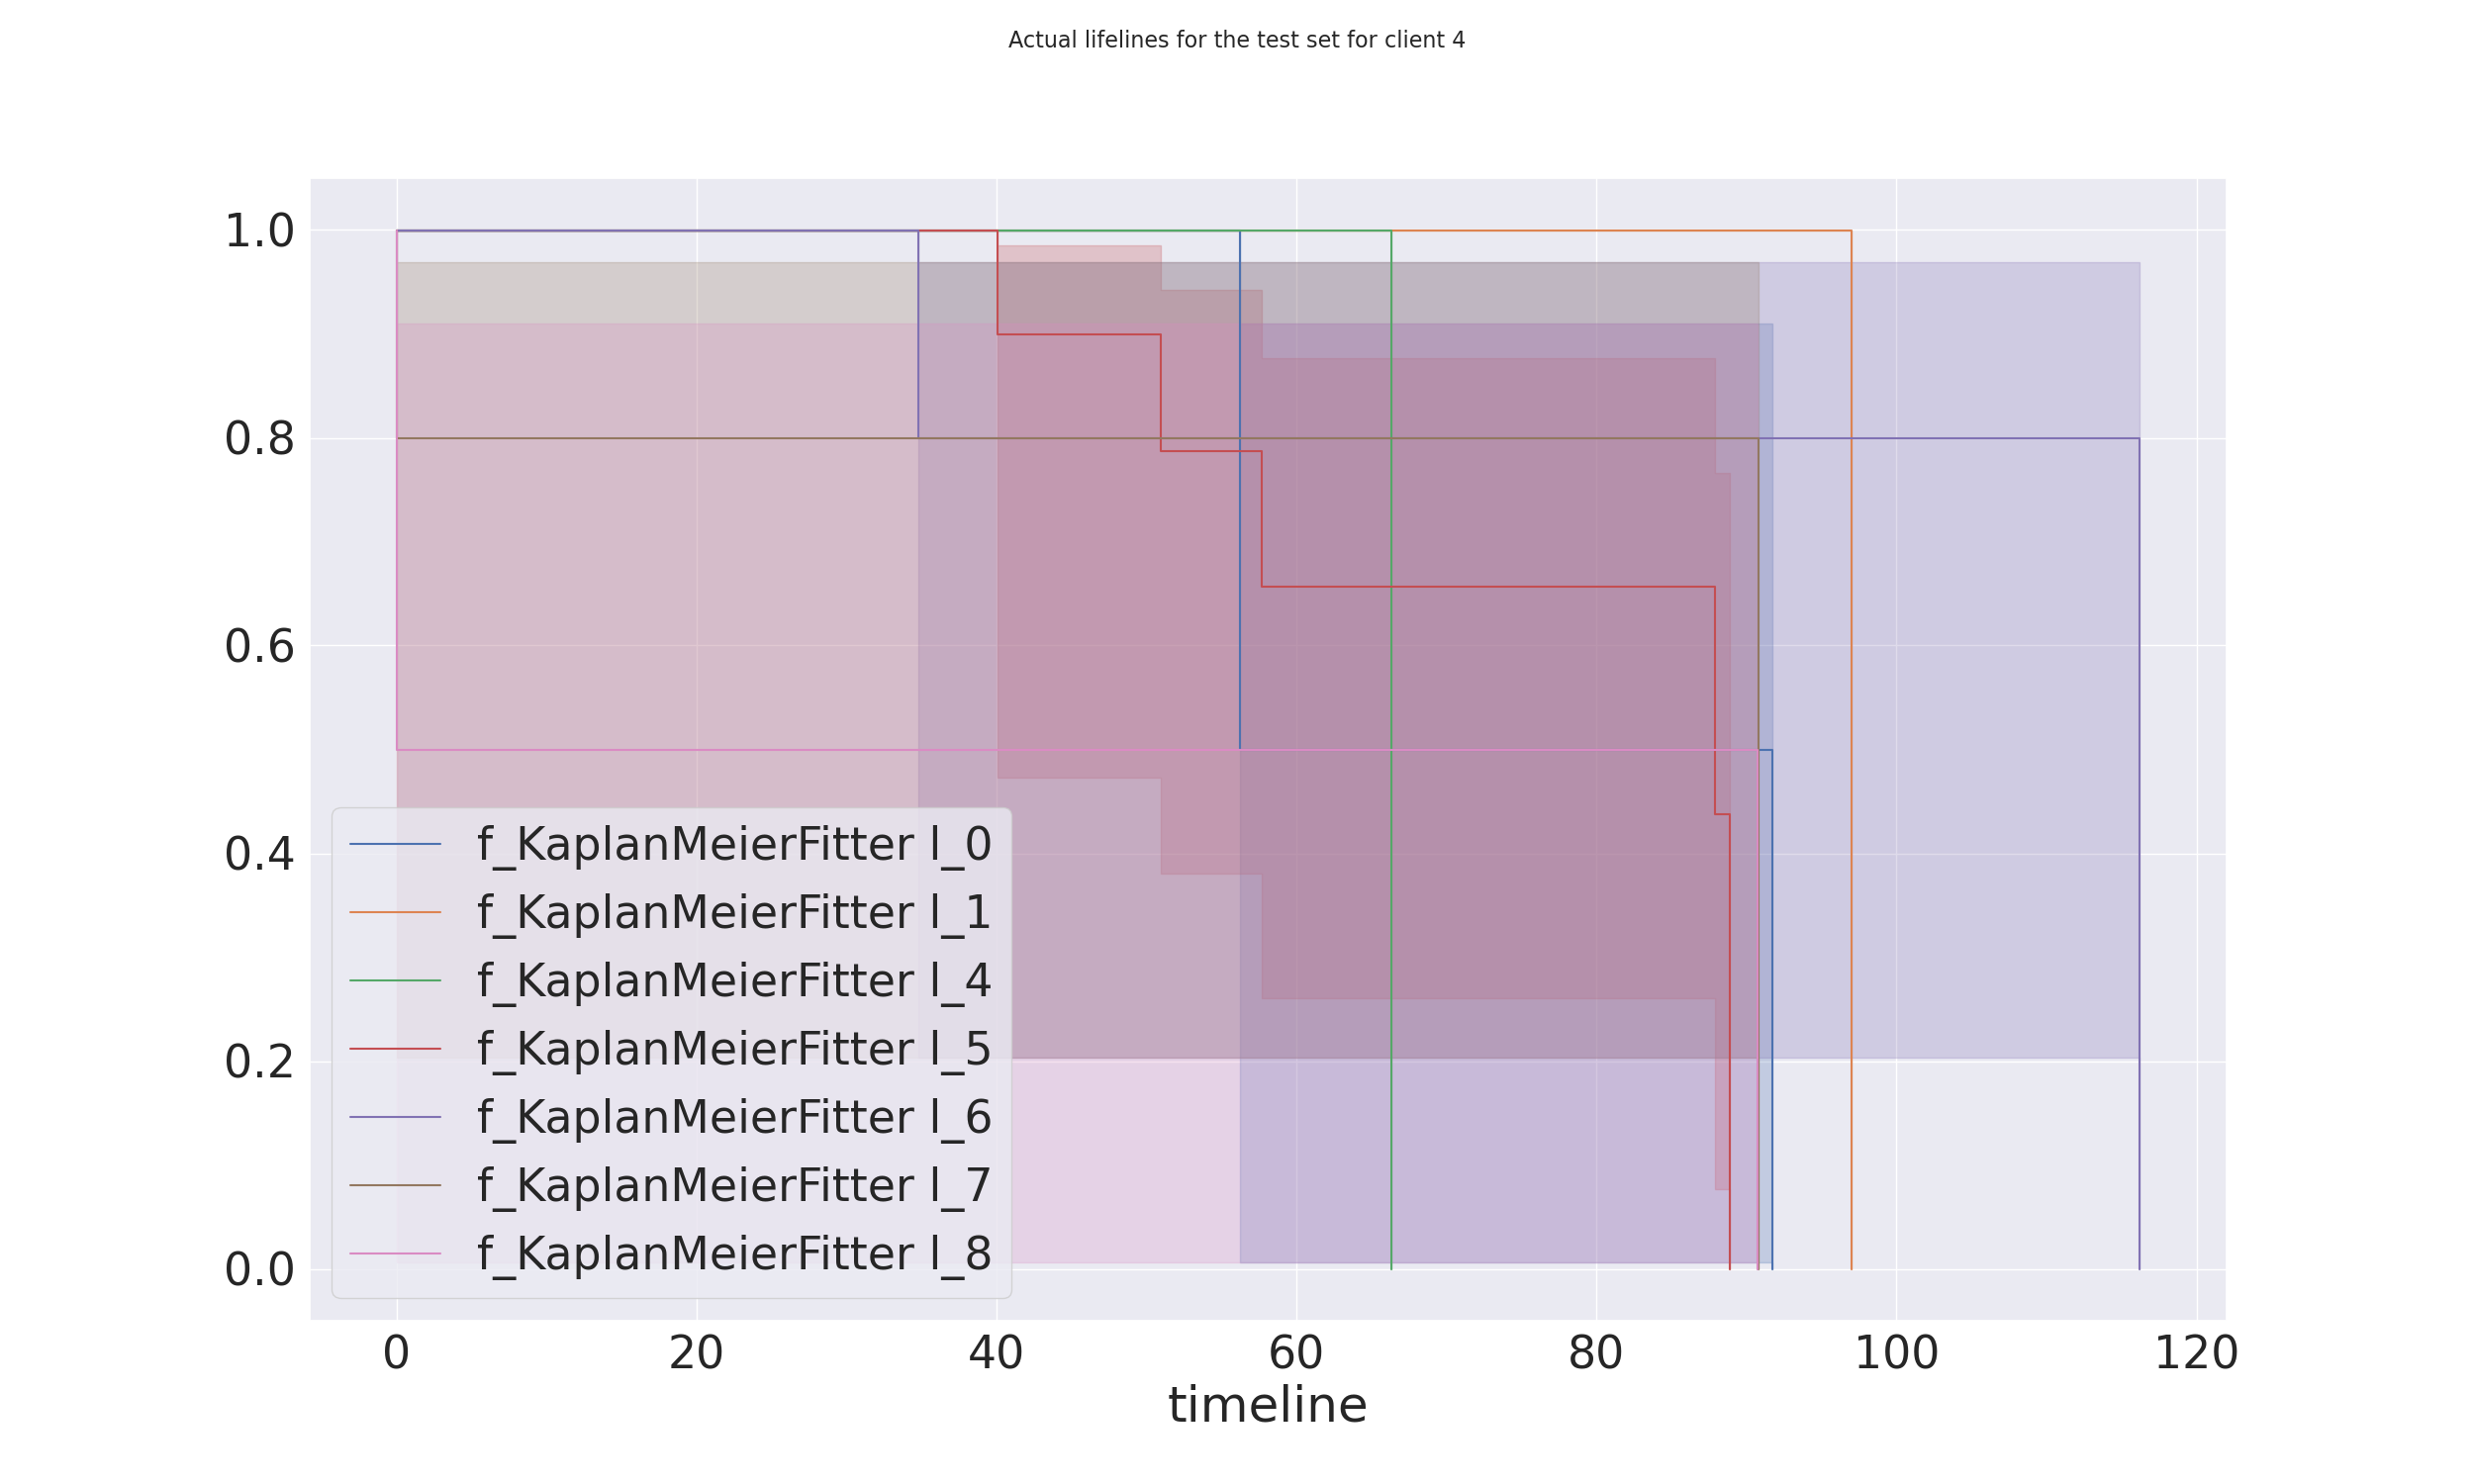 Actual lifelines for the test set for client 4
1.0
0.8
0.6
0.4
0.2
0.0
f_KaplanMeierFitter l_0
f_KaplanMeierFitter l_1
f_KaplanMeierFitter l_4
f_KaplanMeierFitter l_5
f_KaplanMeierFitter l_6
f_KaplanMeierFitter l_7
f_KaplanMeierFitter l_8
0 20 40 60 80 100 120
timeline